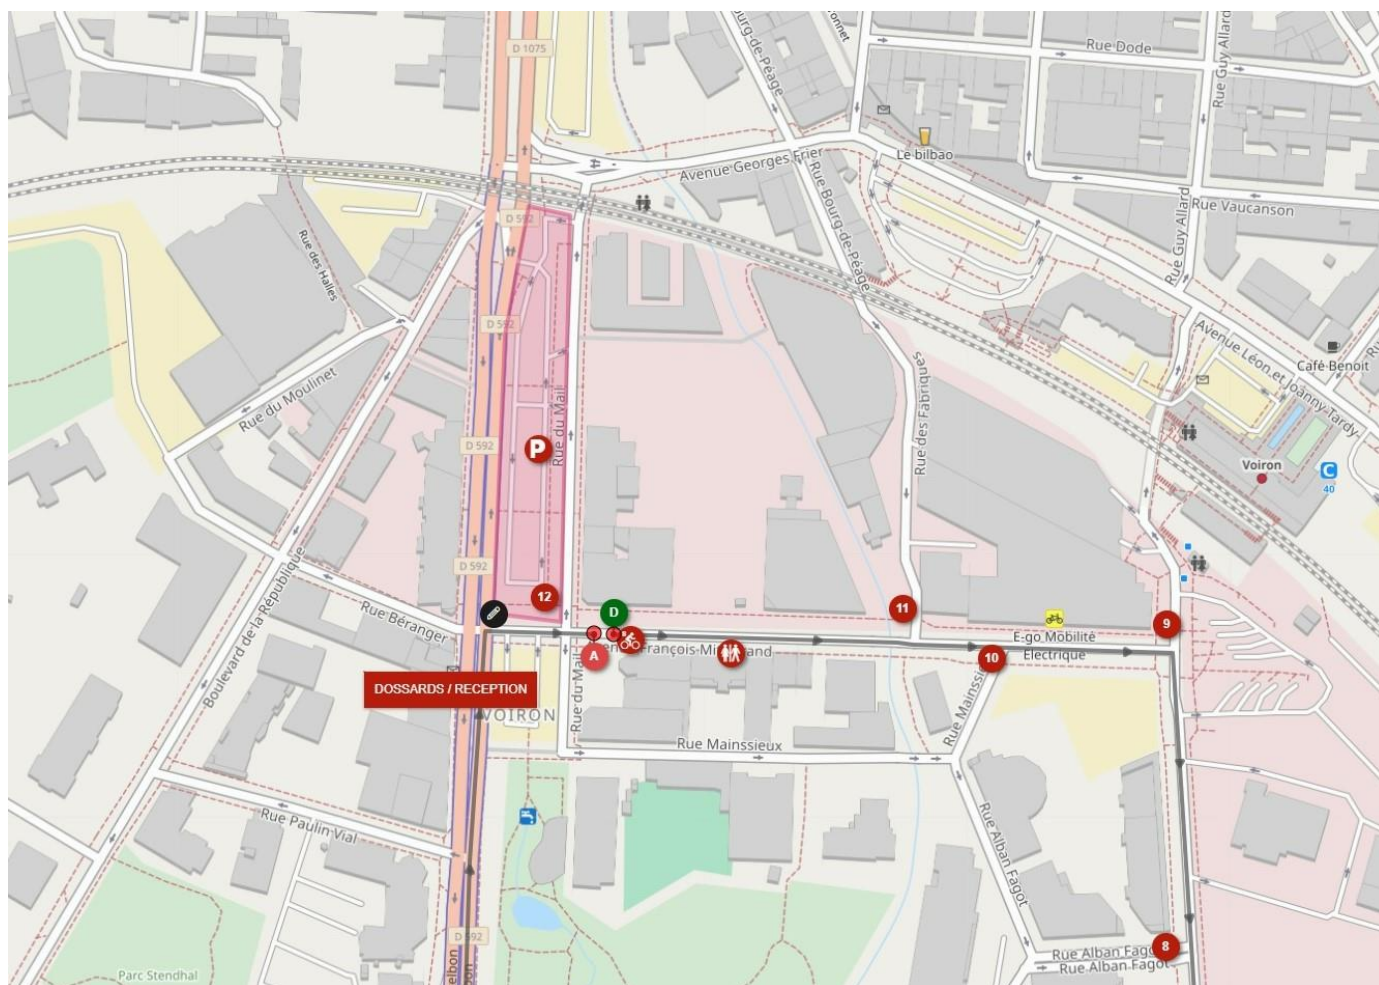 D 1075
Rue Dode
Rue Guy Allard
Bourg-de-Péage
Le bilbao
Avenue Georges Frier
Rue Vaucanson
D 592
Rue des Halles
Rue Bourg-de-Péage
Rue Guy Allard
D 592
Avenue Léon et Joanny Tardy
Café Benoit
Rue du Moulinet
Rue des Fabriques
Rue du Mail
D 592
P
Voiron
C
40
D 592
Boulevard de la République
Rue Béranger
12
D
11
9
A
E-go Mobilité
Electrique
10
DOSSARDS / RECEPTION
VOIRON
Rue du Mail
Rue Mainssieux
Rue Paulin Vial
Rue Alban Fagot
D 592
8
Rue Alban Fagot
Rue Alban Fagot
Parc Stendhal